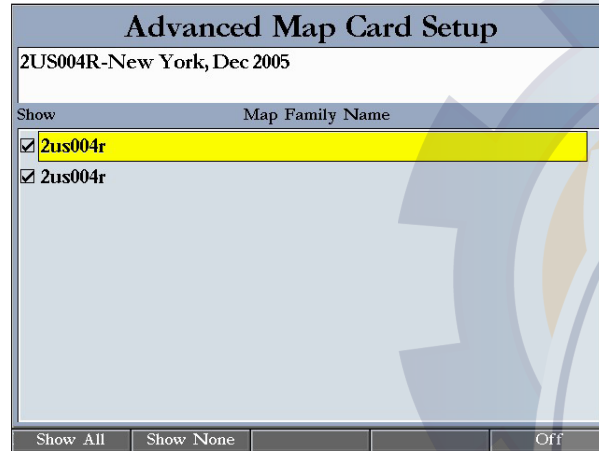 Advanced Map Card Setup
2US004R-New York, Dec 2005
Show Map Family Name
2us004r
2us004r
Show All Show None Off